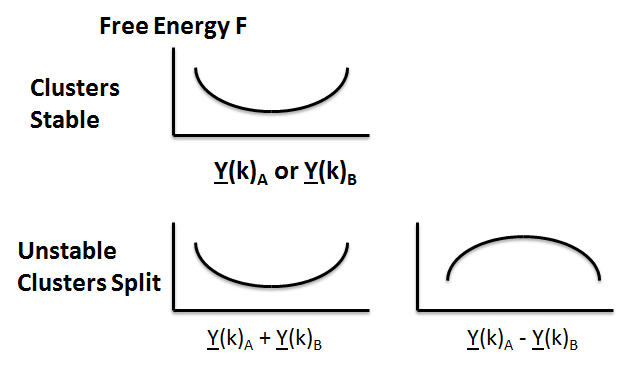 Free Energy F
Clusters
Stable
Y(k)A or Y(k)B
Unstable
Clusters Split
Y(k)A + Y(k)B
Y(k)A - Y(k)B